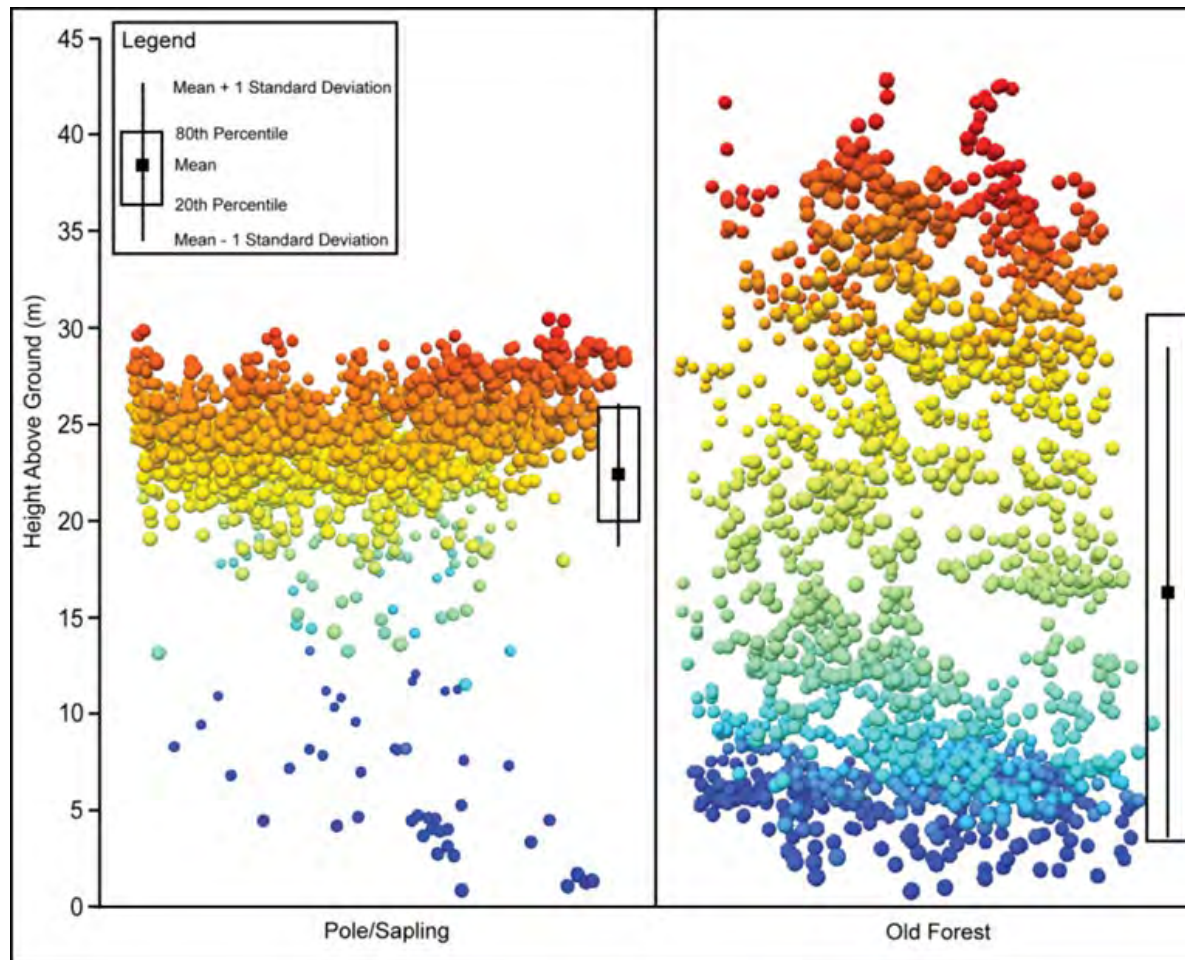 Legend
Mean + 1 Standard Deviation
80th Percentile
Mean
20th Percentile
Mean - 1 Standard Deviation
Height Above Ground (m)
45
40
35
30
25
20
15
10
5
0
Pole/Sapling
Old Forest